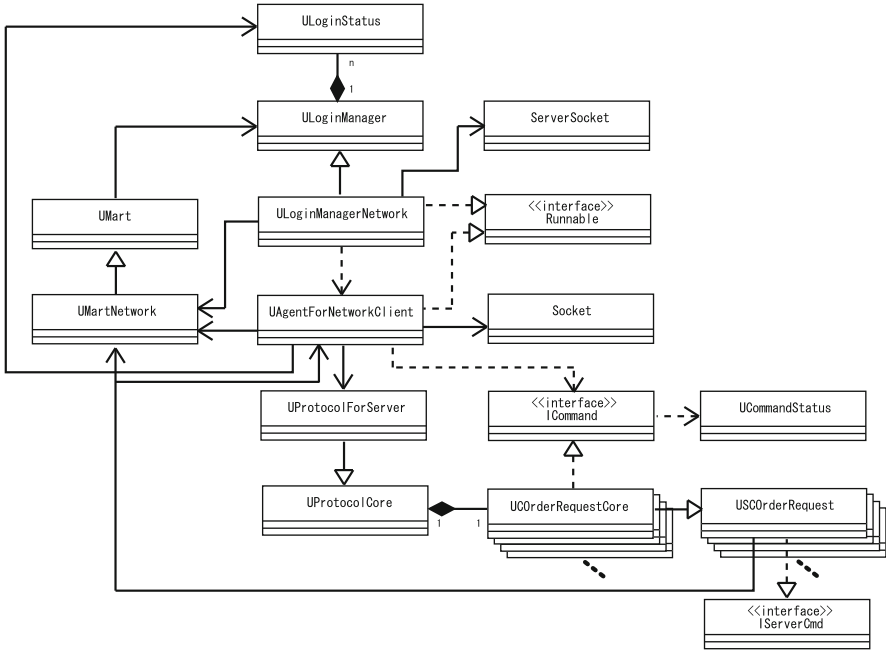 ULoginStatus
n
1
ULoginManager
ServerSocket
UMart
ULoginManagerNetwork
<<interface>>
Runnable
UMartNetwork
UAgentForNetworkClient
Socket
UProtocolForServer
<<interface>>
ICommand
UCommandStatus
UProtocolCore
1
1
UCOrderRequestCore
USCOrderRequest
<<interface>>
IServerCmd